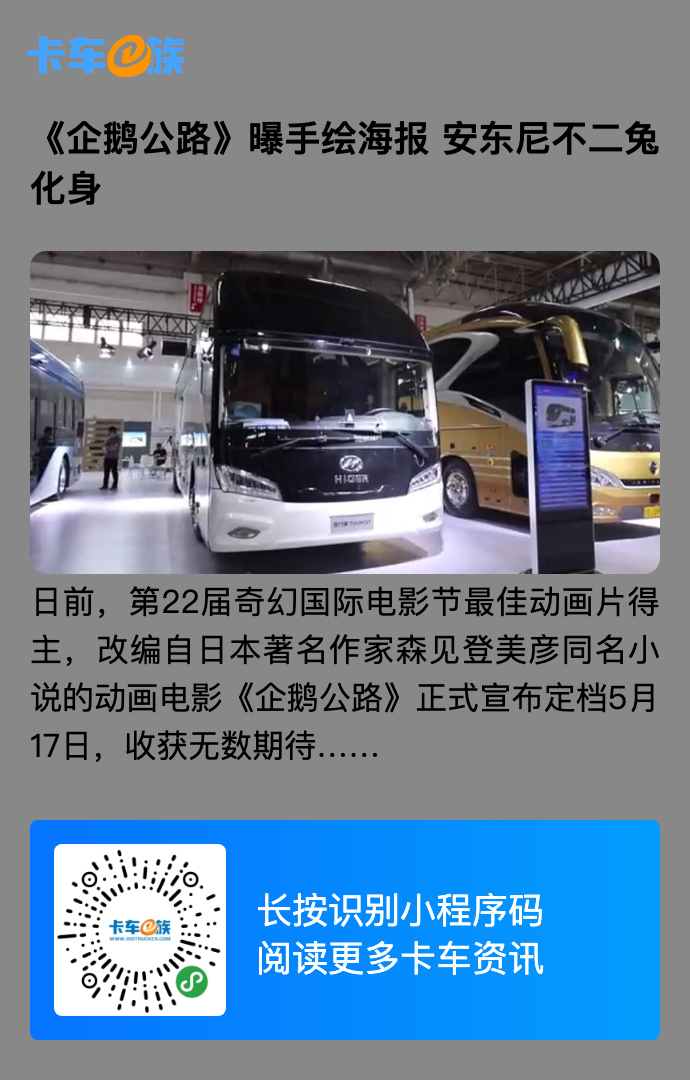 卡车e族
《企鹅公路》曝手绘海报 安东尼不二兔
化身
HIGER
日前，第22届奇幻国际电影节最佳动画片得
主，改编自日本著名作家森见登美彦同名小
说的动画电影《企鹅公路》正式宣布定档5月
17日，收获无数期待……
卡车e族
长按识别小程序码
阅读更多卡车资讯